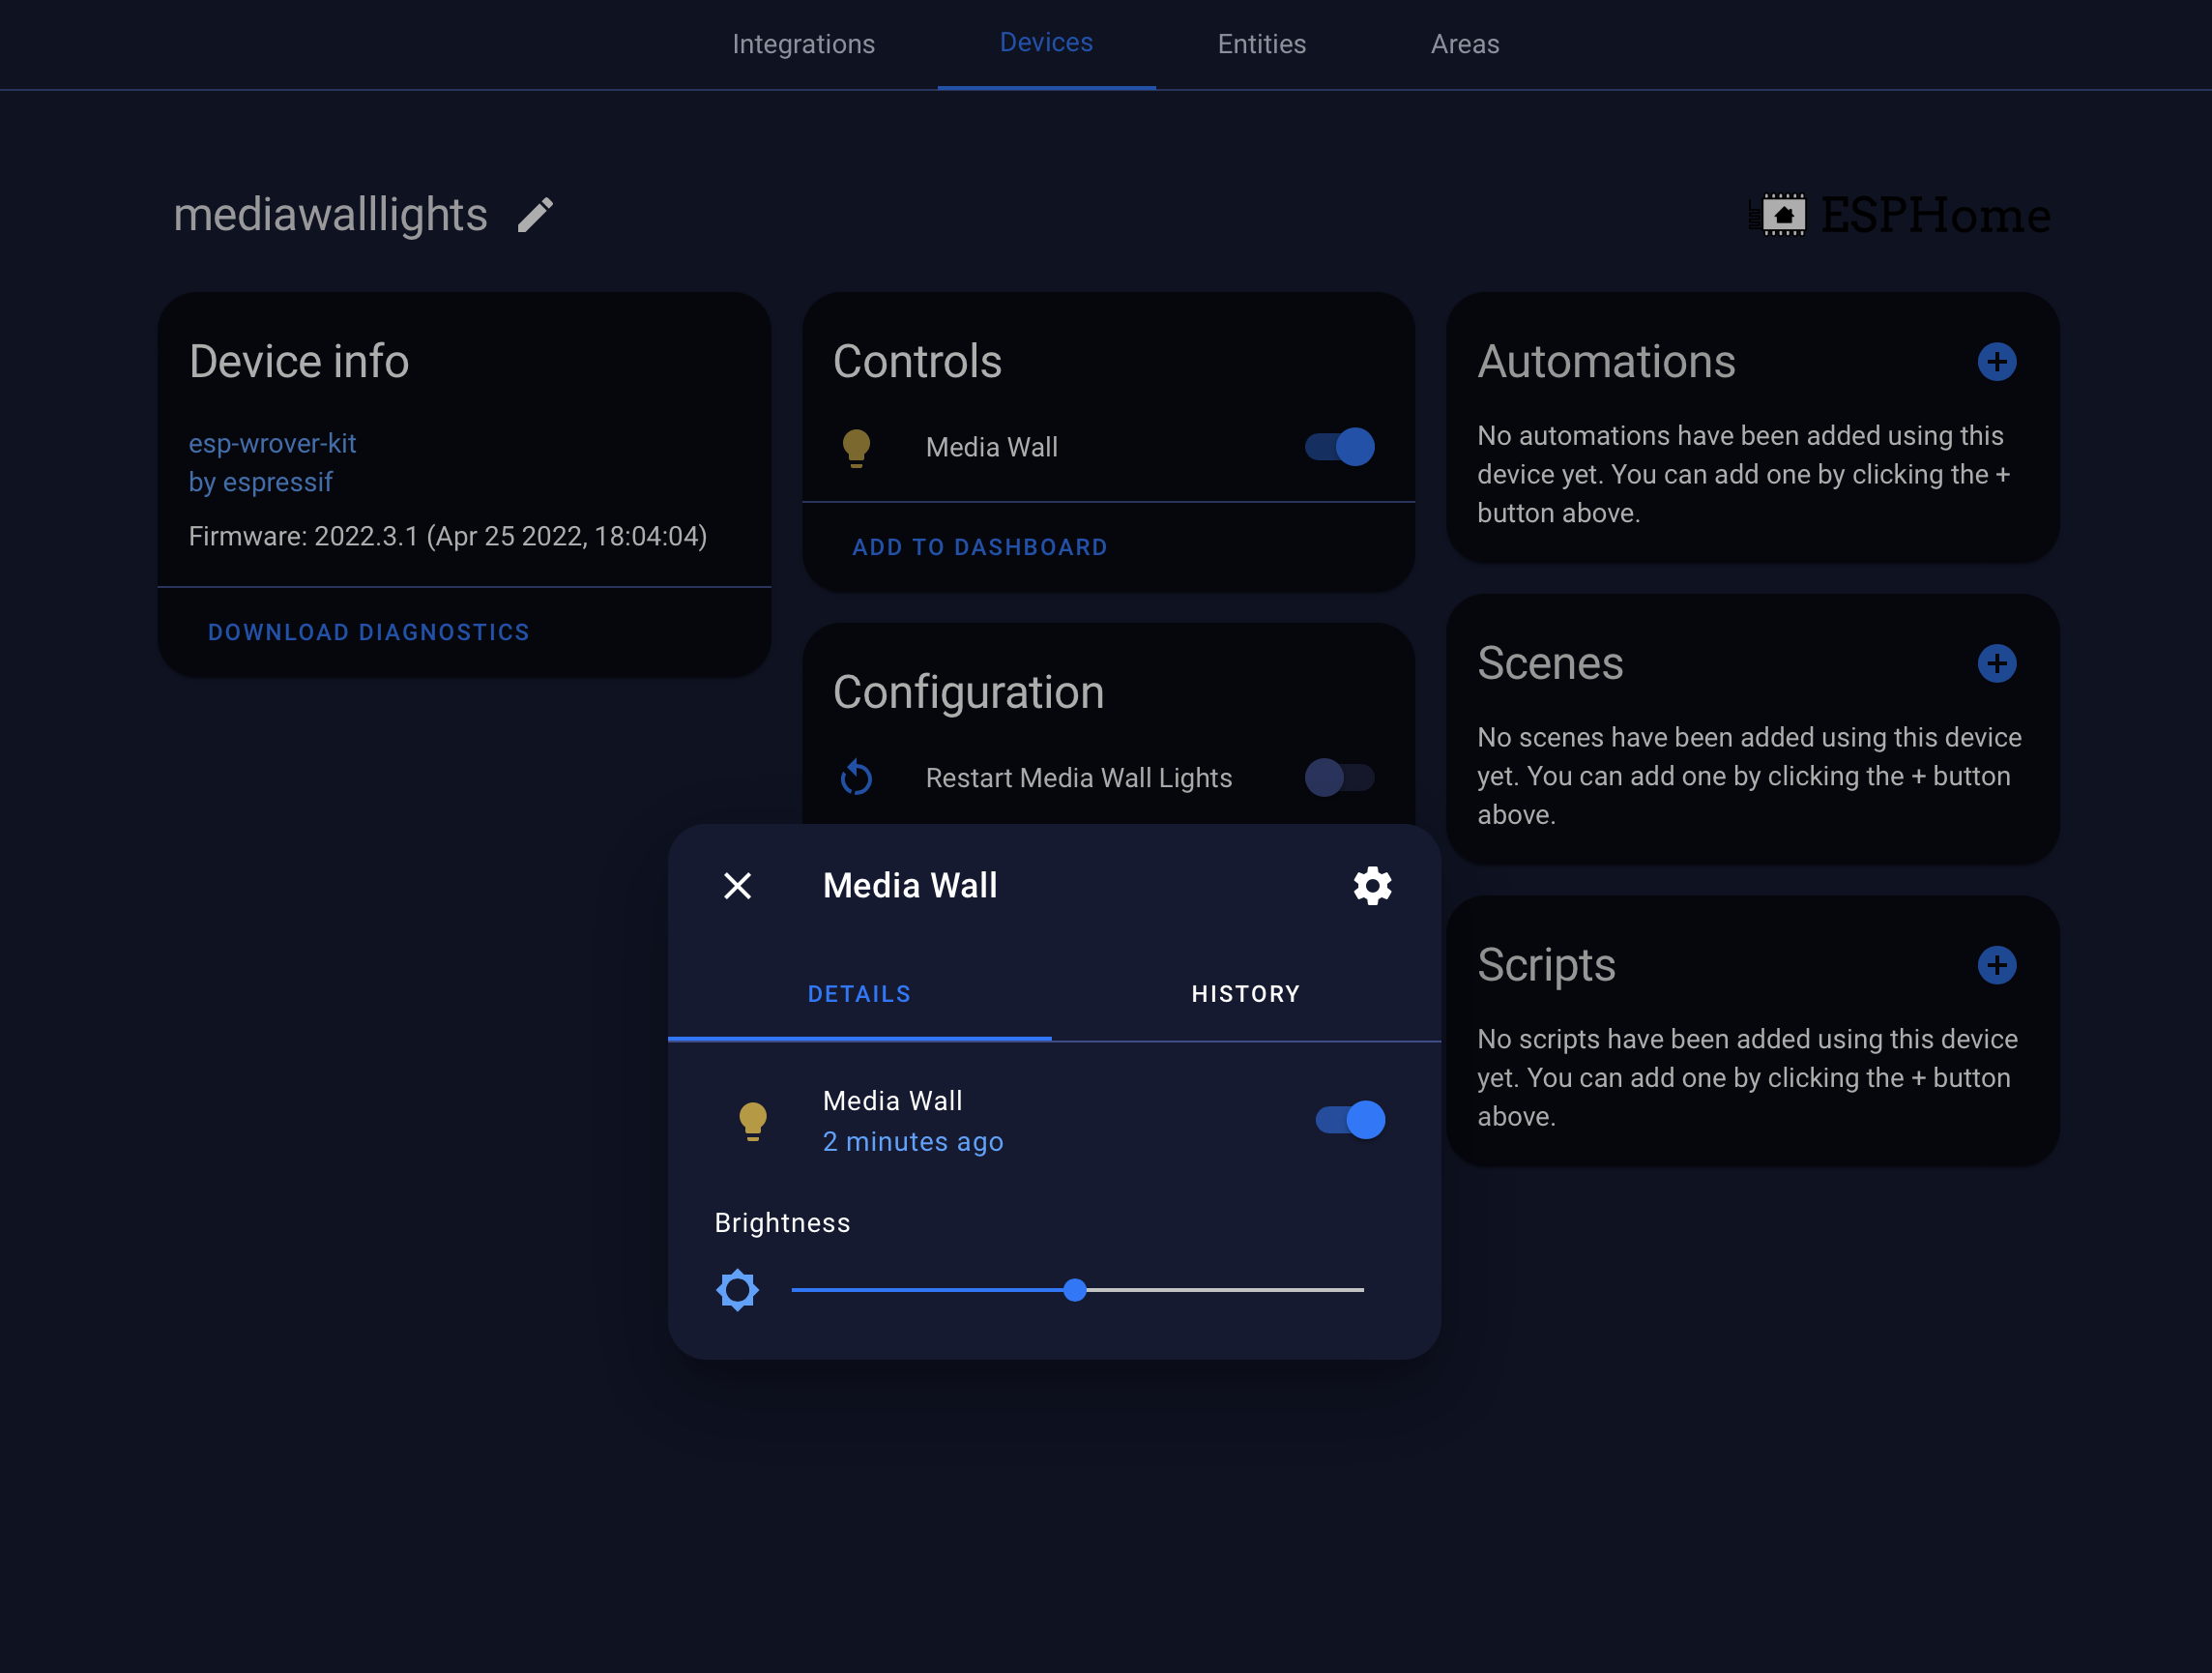 Integrations
Devices
Entities
Areas
mediawalllights
ESPHome
Device info
esp-wrover-kit
by espressif
Firmware: 2022.3.1 (Apr 25 2022, 18:04:04)
DOWNLOAD DIAGNOSTICS
Controls
Media Wall
ADD TO DASHBOARD
Configuration
Restart Media Wall Lights
Automations
No automations have been added using this
device yet. You can add one by clicking the +
button above.
Scenes
No scenes have been added using this device
yet. You can add one by clicking the + button
above.
Scripts
No scripts have been added using this device
yet. You can add one by clicking the + button
above.
Media Wall
DETAILS
HISTORY
Media Wall
2 minutes ago
Brightness